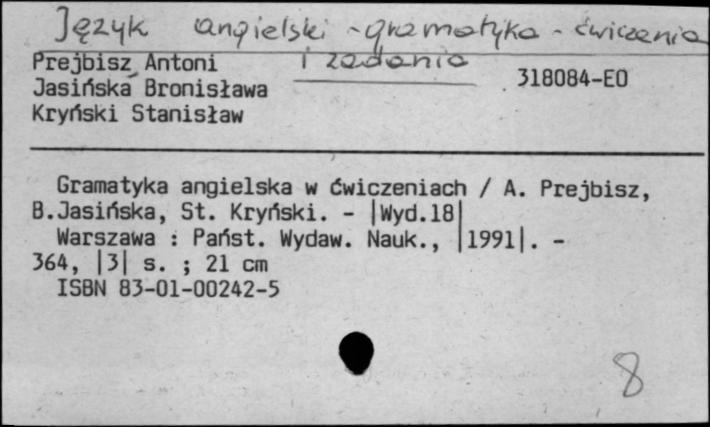 Język angielski - gramatyka - ćwiczenia
i zadania
Prejbisz Antoni
318084-EO
Jasińska Bronisława
Kryński Stanisław
Gramatyka angielska w ćwiczeniach / A. Prejbisz,
B.Jasińska, St. Kryński. - |Wyd.18|
Warszawa : Państ. Wydaw. Nauk., |1991|. -
364, |3| s. ; 21 cm
ISBN 83-01-00242-5
8